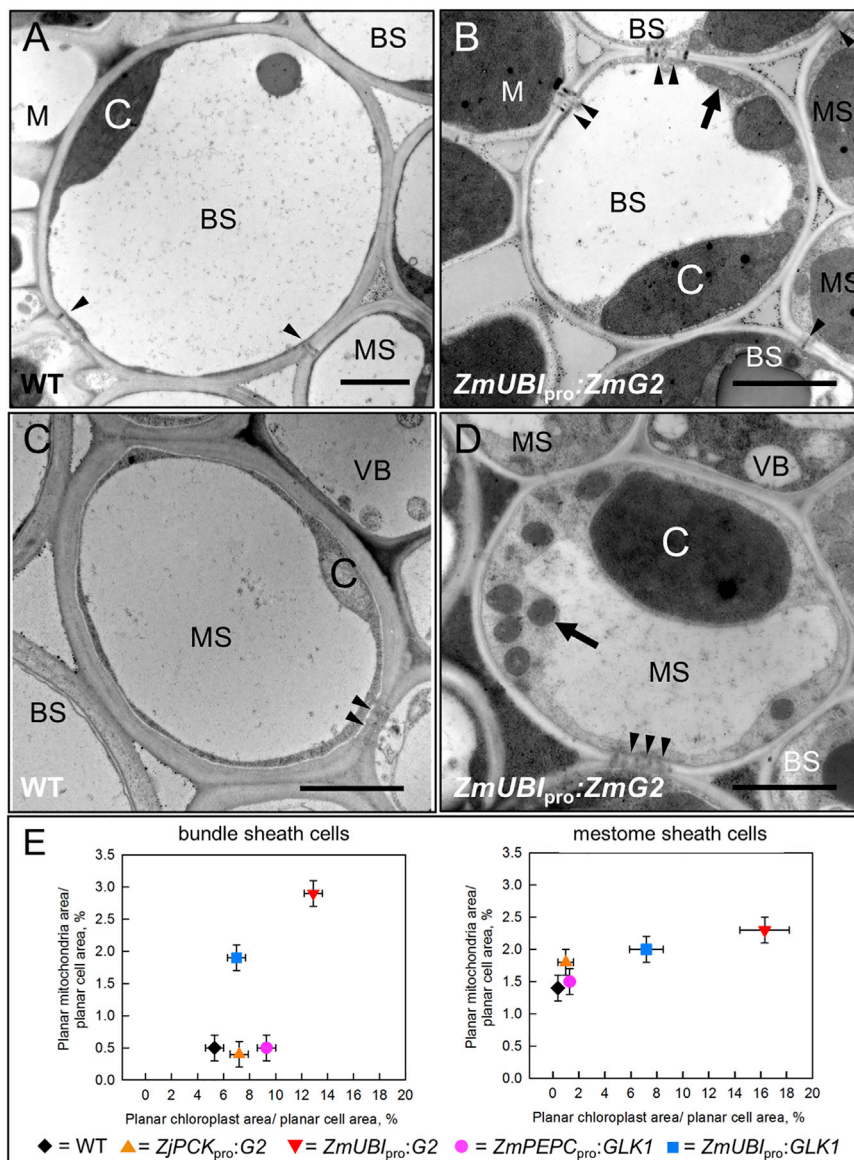 A
BS
M
C
BS
MS
WT
B
BS
M
MS
BS
C
MS
BS
ZmUBIpro:ZmG2
C
VB
C
MS
BS
WT
D
MS
VB
C
MS
BS
ZmUBIpro:ZmG2
E
bundle sheath cells
mestome sheath cells
Planar mitochondria area/
planar cell area, %
3.5
3.0
2.5
2.0
1.5
1.0
0.5
0.0
0 2 4 6 8 10 12 14 16 18 20
Planar chloroplast area/ planar cell area, %
Planar mitochondria area/
planar cell area, %
3.5
3.0
2.5
2.0
1.5
1.0
0.5
0.0
0 2 4 6 8 10 12 14 16 18 20
Planar chloroplast area/ planar cell area, %
= WT = ZjPCKpro:G2 = ZmUBIpro:G2 = ZmPEPCpro:GLK1 = ZmUBIpro:GLK1